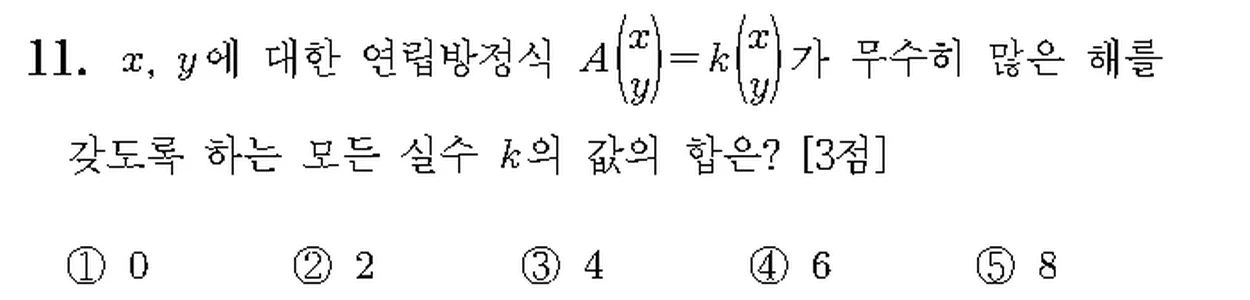 11. x, y에 대한 연립방정식 A(x y)=k(x y)가 무수히 많은 해를
갖도록 하는 모든 실수 k의 값의 합은? [3점]
① 0 ② 2 ③ 4 ④ 6 ⑤ 8